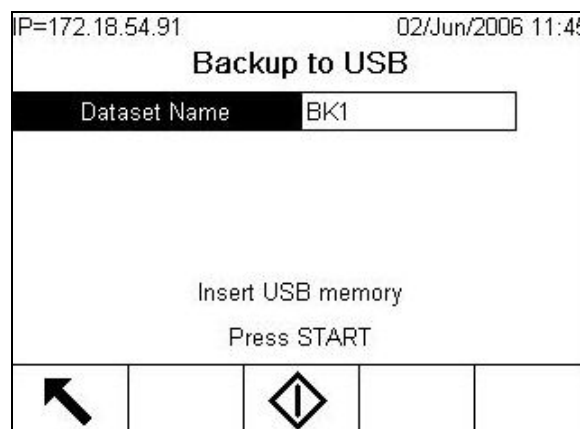 IP=172.18.54.91 02/Jun/2006 11:45
Backup to USB
Dataset Name BK1
Insert USB memory
Press START